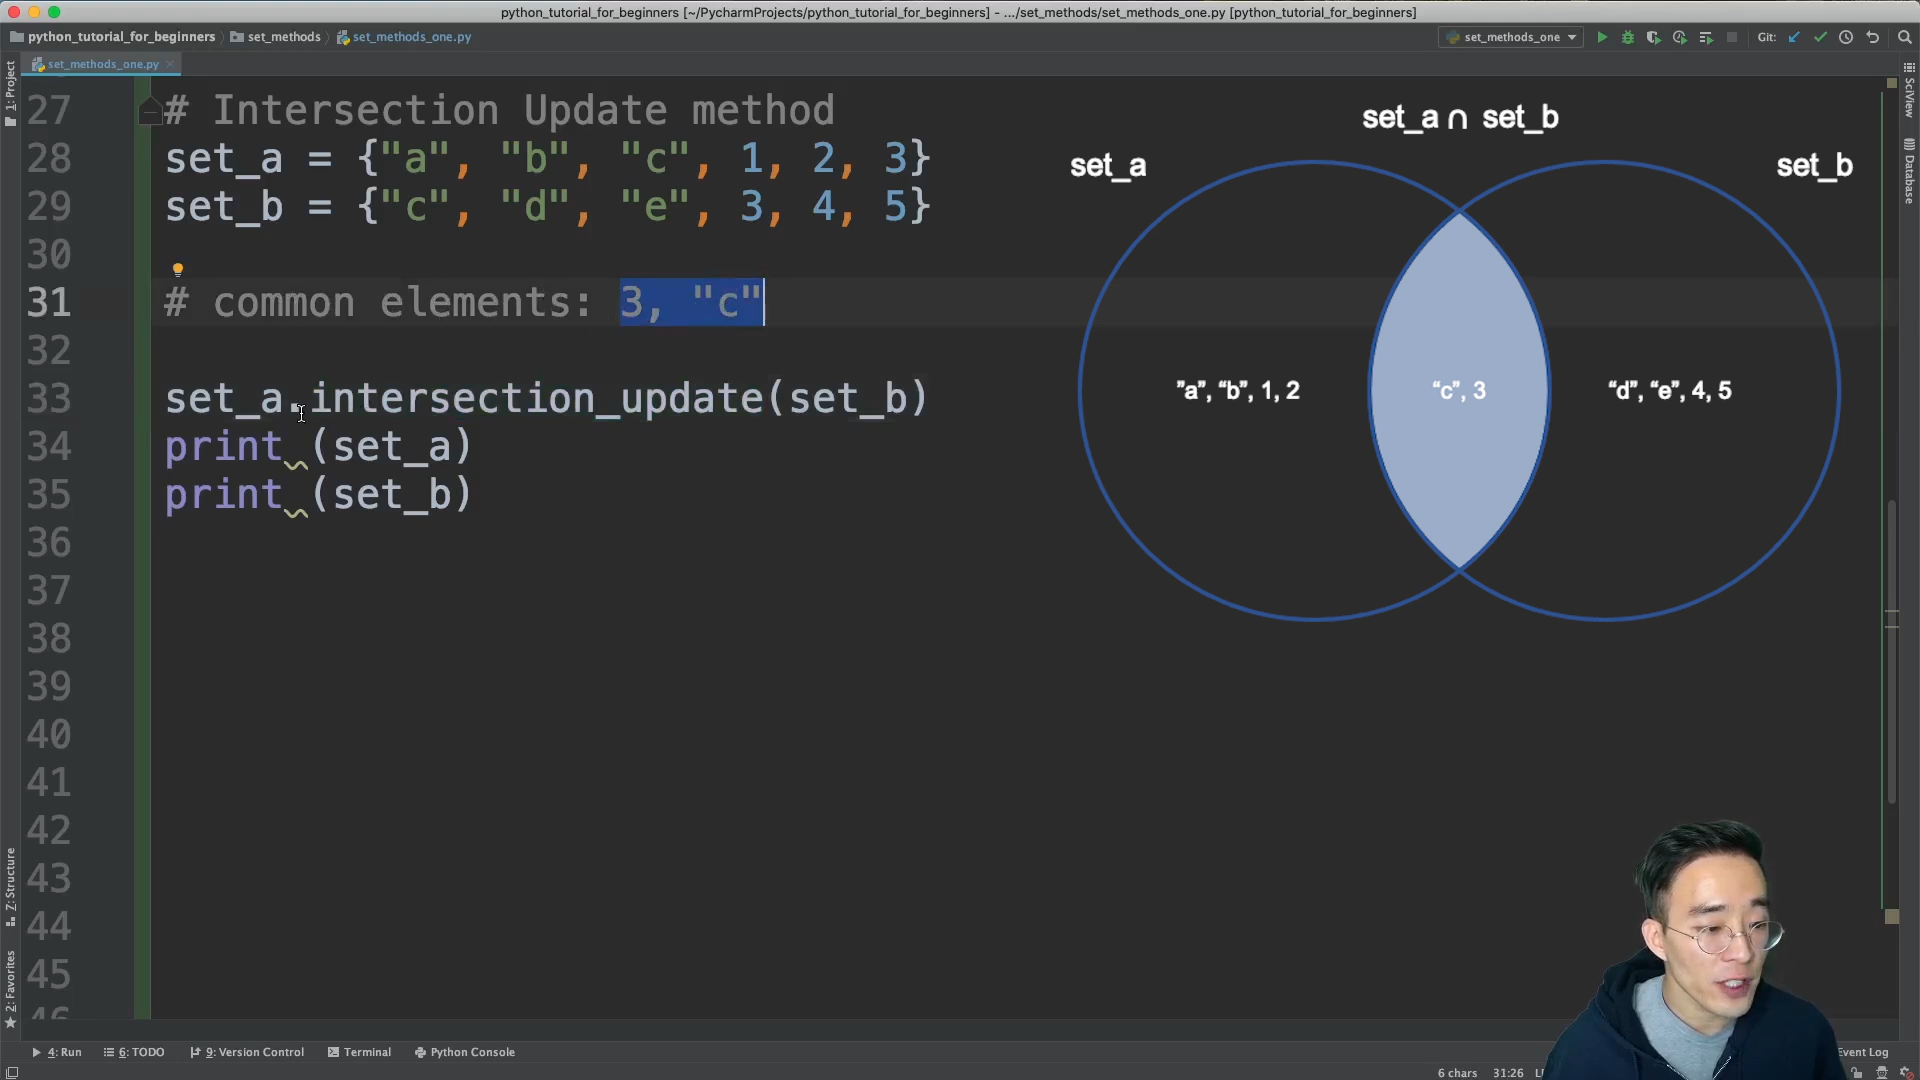 python_tutorial_for_beginners [~/PycharmProjects/python_tutorial_for_beginners] - .../set_methods/set_methods_one.py [python_tutorial_for_beginners]
python_tutorial_for_beginners set_methods set_methods_one.py
set_methods_one Git:
set_methods_one.py
1: Project
SciView
Database
27 # Intersection Update method
28 set_a = {"a", "b", "c", 1, 2, 3}
29 set_b = {"c", "d", "e", 3, 4, 5}
30
31 # common elements: 3, "c"
32
33 set_a.intersection_update(set_b)
34 print (set_a)
35 print (set_b)
36
37
38
39
40
41
42
43
44
45
46
set_a ∩ set_b
set_a
set_b
"a", "b", 1, 2
"c", 3
"d", "e", 4, 5
Z: Structure
2: Favorites
4: Run 6: TODO 9: Version Control Terminal Python Console Event Log
6 chars 31:26